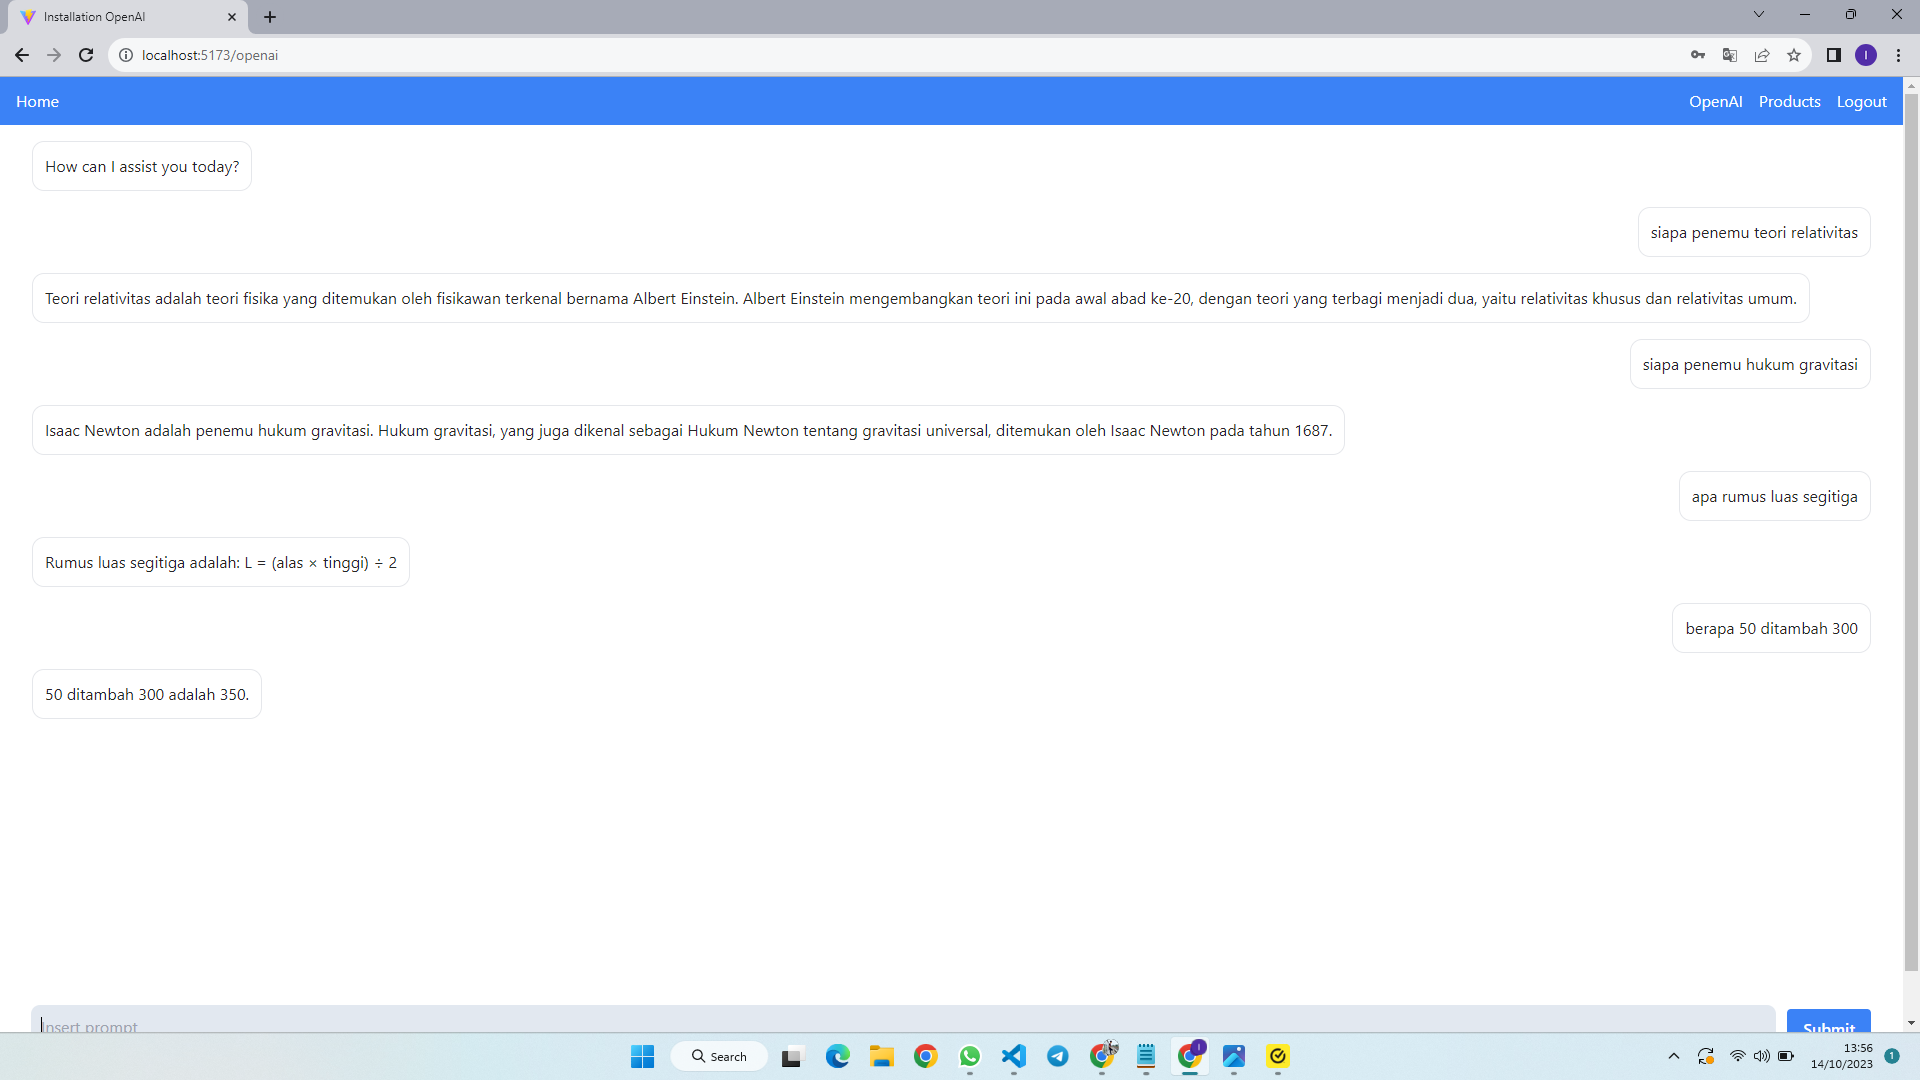 Installation OpenAI
localhost:5173/openai
I
Home
OpenAI
Products
Logout
How can I assist you today?
siapa penemu teori relativitas
Teori relativitas adalah teori fisika yang ditemukan oleh fisikawan terkenal bernama Albert Einstein. Albert Einstein mengembangkan teori ini pada awal abad ke-20, dengan teori yang terbagi menjadi dua, yaitu relativitas khusus dan relativitas umum.
siapa penemu hukum gravitasi
Isaac Newton adalah penemu hukum gravitasi. Hukum gravitasi, yang juga dikenal sebagai Hukum Newton tentang gravitasi universal, ditemukan oleh Isaac Newton pada tahun 1687.
apa rumus luas segitiga
Rumus luas segitiga adalah: L = (alas × tinggi) ÷ 2
berapa 50 ditambah 300
50 ditambah 300 adalah 350.
Insert prompt
Submit
Search
13:56
14/10/2023
1